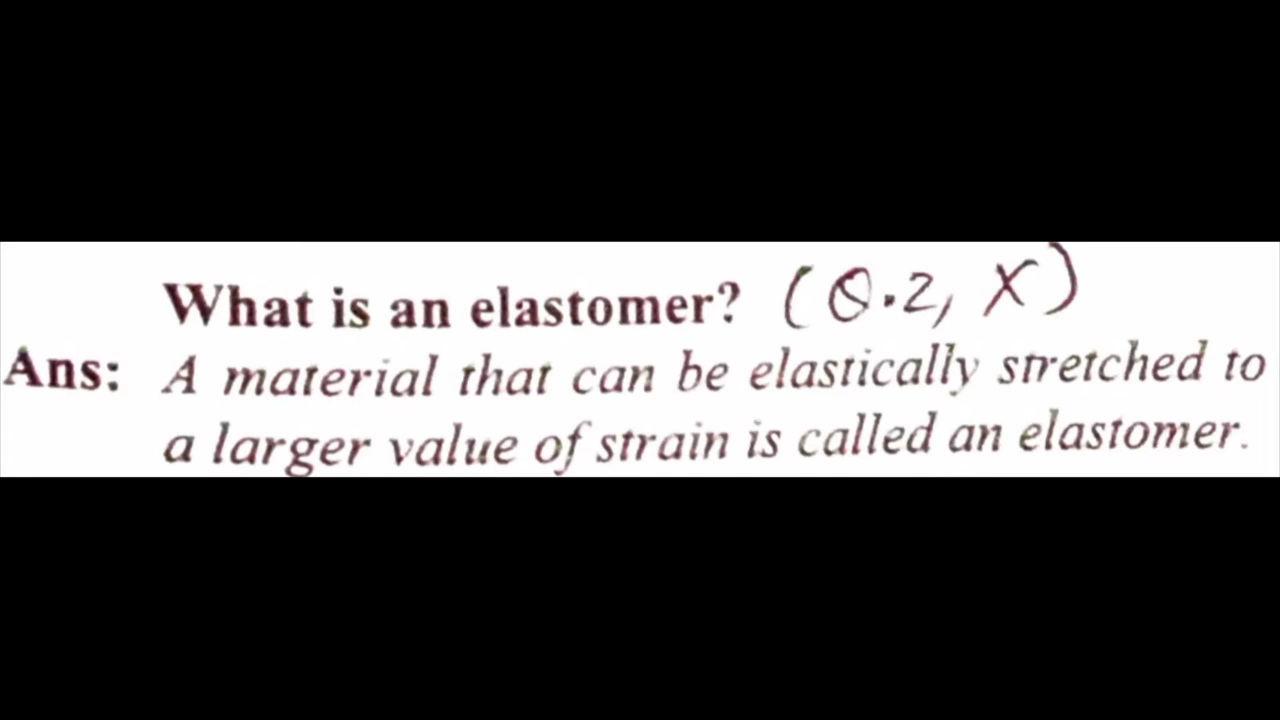 What is an elastomer? (Q.2, X)
Ans: A material that can be elastically stretched to
a larger value of strain is called an elastomer.